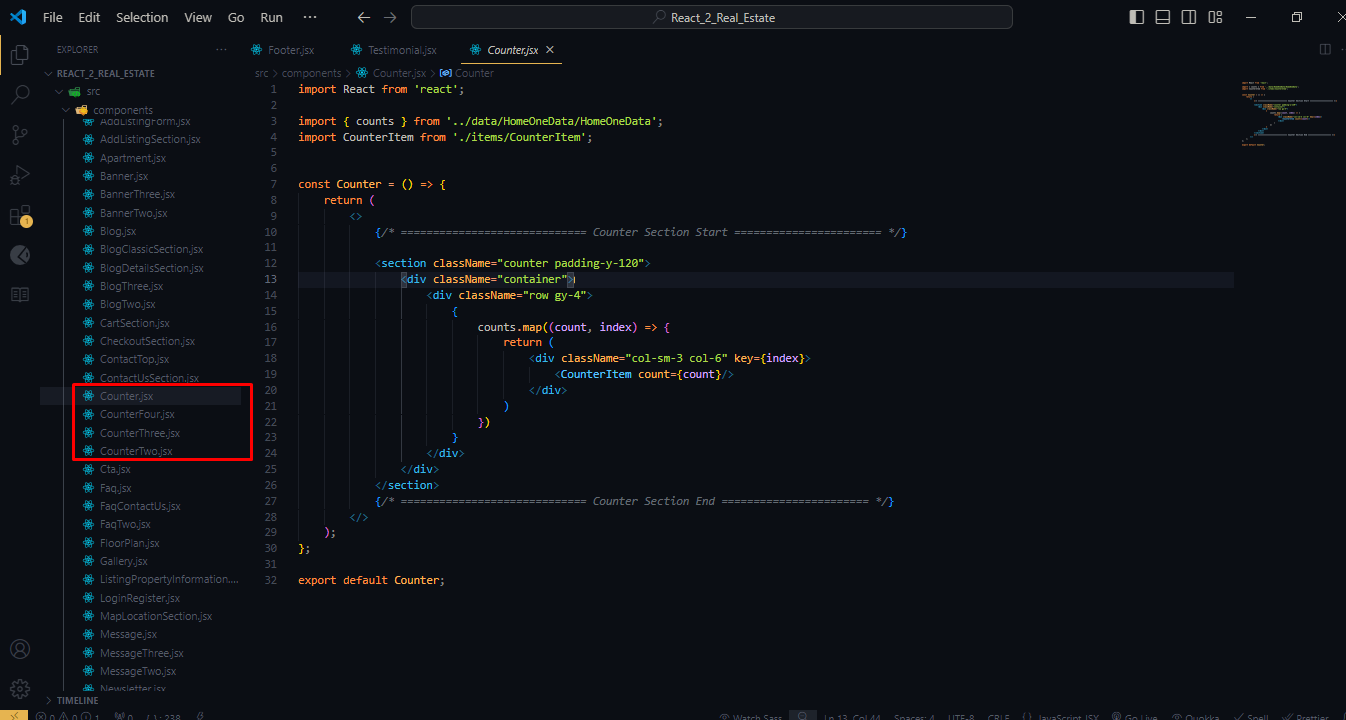 File Edit Selection View Go Run ···
React_2_Real_Estate
EXPLORER ···
Footer.jsx Testimonial.jsx Counter.jsx
REACT_2_REAL_ESTATE
src > components > Counter.jsx > Counter
src
components
AddListingForm.jsx
AddListingSection.jsx
Apartment.jsx
Banner.jsx
BannerThree.jsx
BannerTwo.jsx
Blog.jsx
BlogClassicSection.jsx
BlogDetailsSection.jsx
BlogThree.jsx
BlogTwo.jsx
CartSection.jsx
CheckoutSection.jsx
ContactTop.jsx
ContactUsSection.jsx
Counter.jsx
CounterFour.jsx
CounterThree.jsx
CounterTwo.jsx
Cta.jsx
Faq.jsx
FaqContactUs.jsx
FaqTwo.jsx
FloorPlan.jsx
Gallery.jsx
ListingPropertyInformation....
LoginRegister.jsx
MapLocationSection.jsx
Message.jsx
MessageThree.jsx
MessageTwo.jsx
Newsletter.jsx
TIMELINE
1 import React from 'react';
2
3 import { counts } from '../data/HomeOneData/HomeOneData';
4 import CounterItem from './items/CounterItem';
5
6
7 const Counter = () => {
8 return (
9 <>
10 {/* ============================= Counter Section Start ======================= */}
11
12 <section className="counter padding-y-120">
13 <div className="container">
14 <div className="row gy-4">
15 {
16 counts.map((count, index) => {
17 return (
18 <div className="col-sm-3 col-6" key={index}>
19 <CounterItem count={count}/>
20 </div>
21 )
22 })
23 }
24 </div>
25 </div>
26 </section>
27 {/* ============================= Counter Section End ======================= */}
28 </>
29 );
30 };
31
32 export default Counter;
1
0 0 1 0 238 Watch Sass Ln 13, Col 44 Spaces: 4 UTF-8 CRLF JavaScript JSX Go Live Quokka Spell Prettier